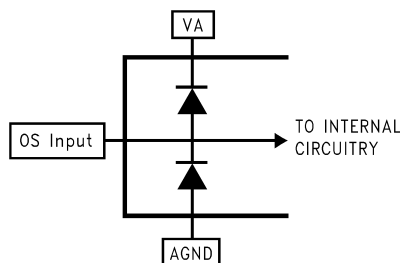 VA
OS Input
TO INTERNAL
CIRCUITRY
AGND